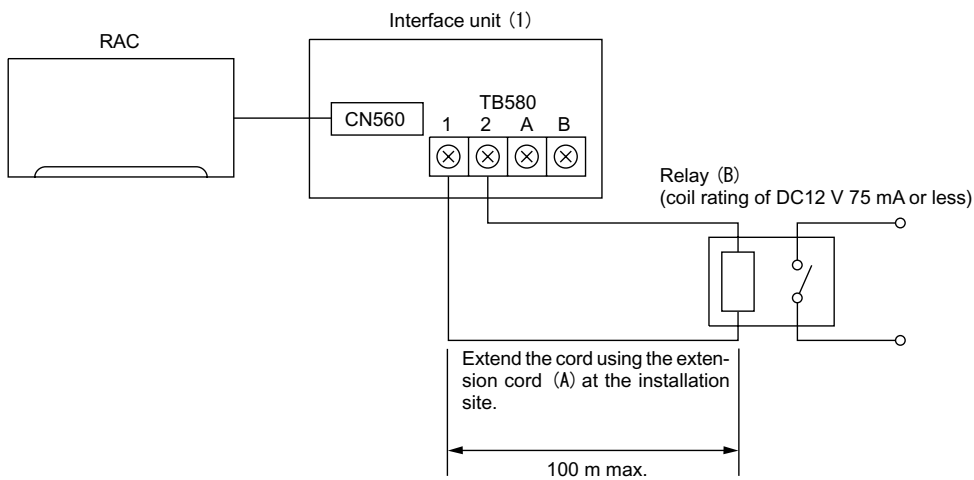 Interface unit (1)
RAC
CN560
TB580
1 2 A B
Relay (B)
(coil rating of DC12 V 75 mA or less)
Extend the cord using the exten-
sion cord (A) at the installation
site.
100 m max.